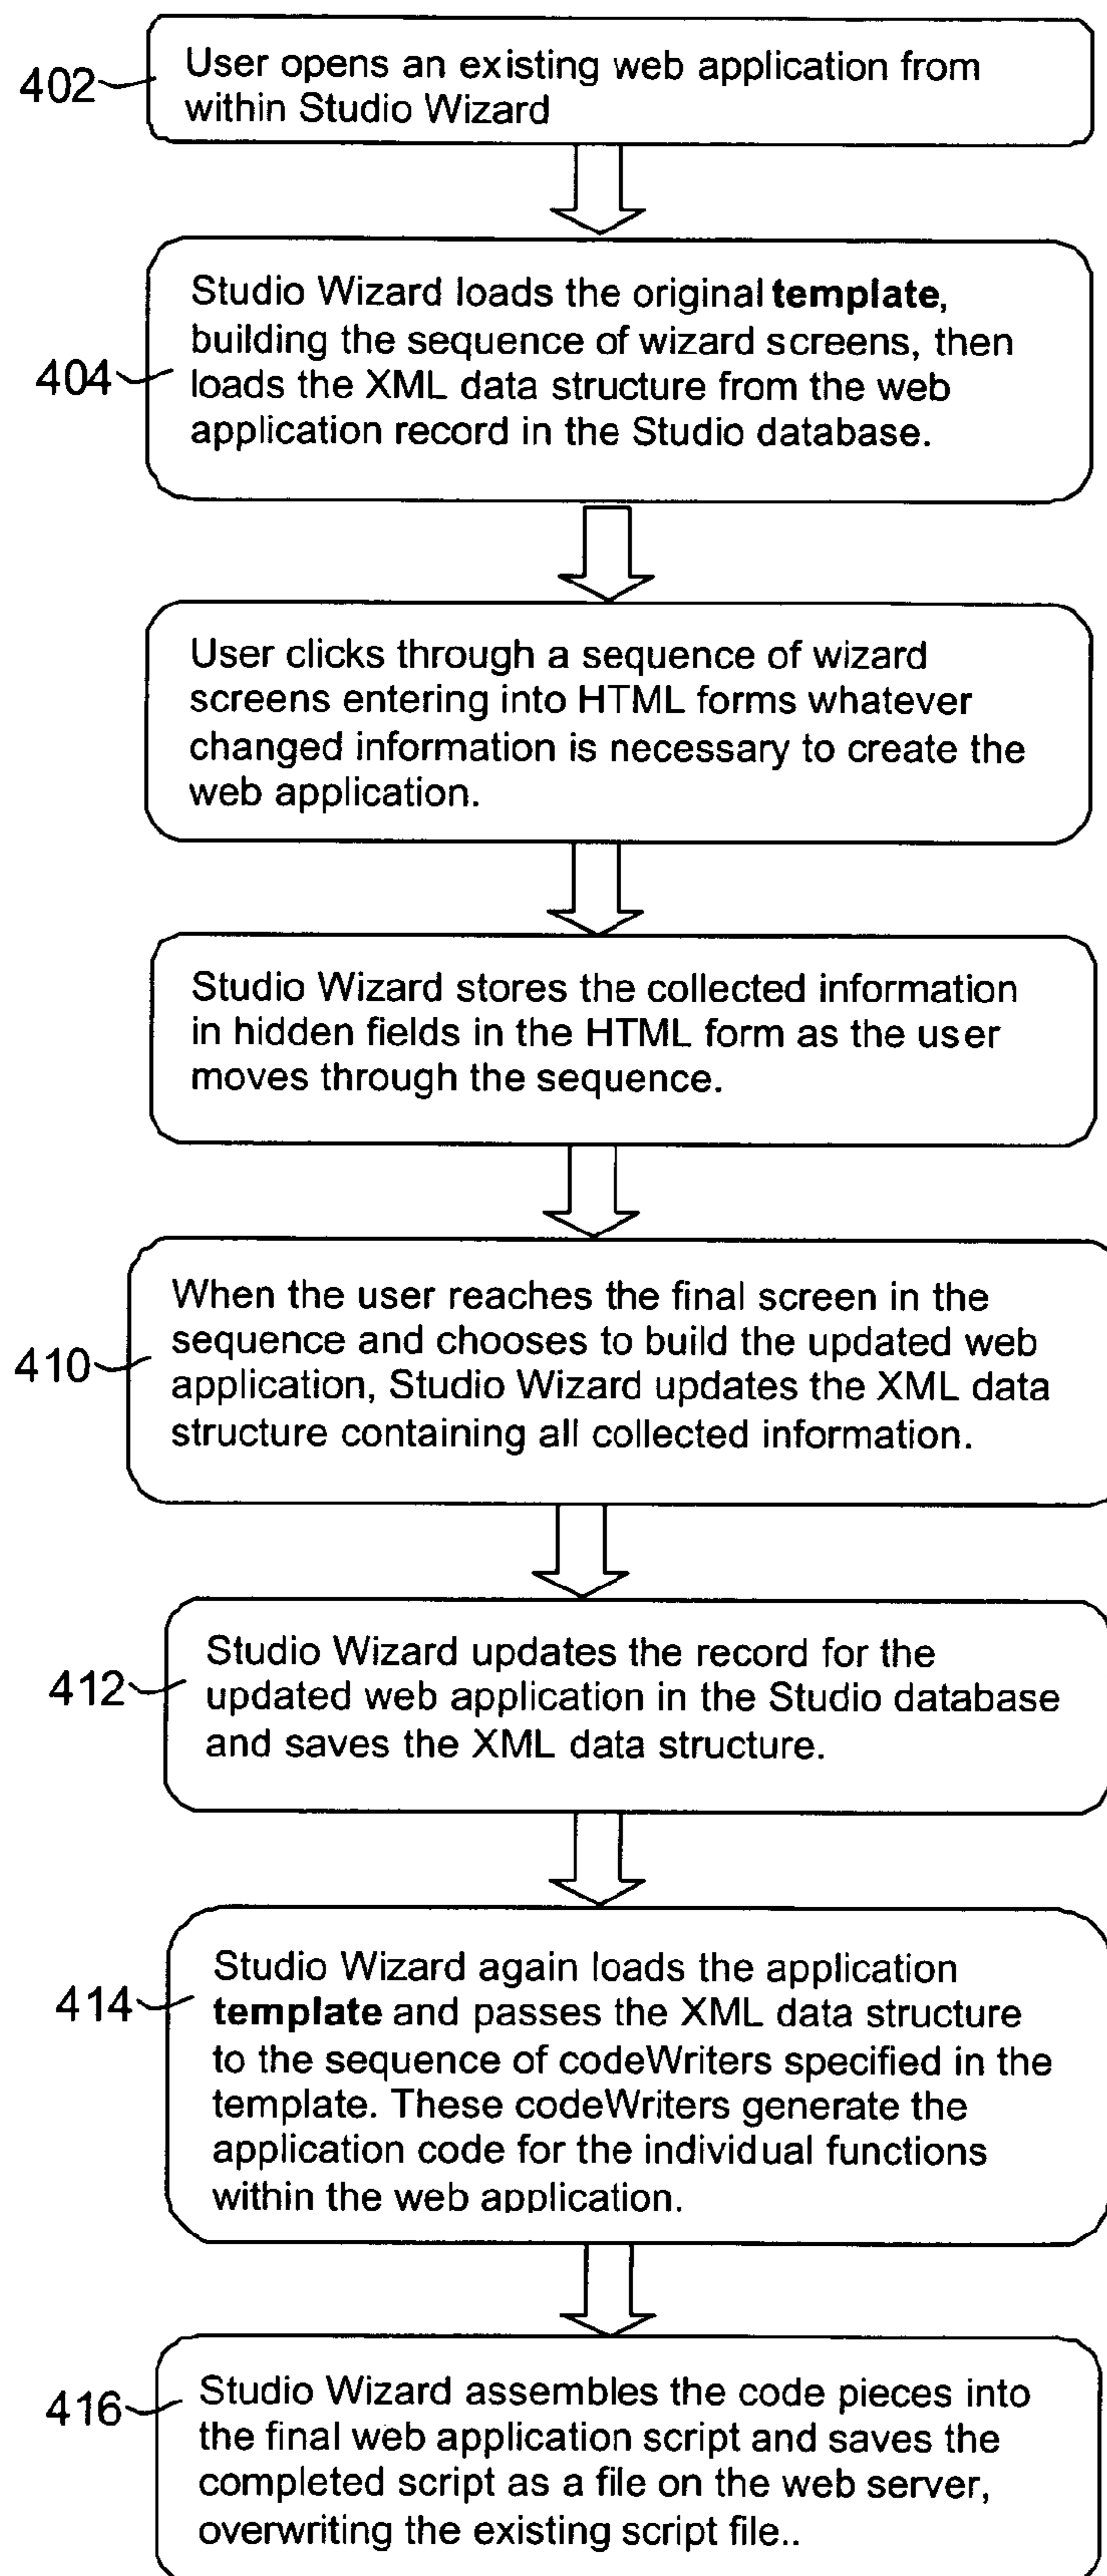 402
User opens an existing web application from
within Studio Wizard
404
Studio Wizard loads the original template,
building the sequence of wizard screens, then
loads the XML data structure from the web
application record in the Studio database.
User clicks through a sequence of wizard
screens entering into HTML forms whatever
changed information is necessary to create the
web application.
Studio Wizard stores the collected information
in hidden fields in the HTML form as the user
moves through the sequence.
410
When the user reaches the final screen in the
sequence and chooses to build the updated web
application, Studio Wizard updates the XML data
structure containing all collected information.
412
Studio Wizard updates the record for the
updated web application in the Studio database
and saves the XML data structure.
414
Studio Wizard again loads the application
template and passes the XML data structure
to the sequence of codeWriters specified in the
template. These codeWriters generate the
application code for the individual functions
within the web application.
416
Studio Wizard assembles the code pieces into
the final web application script and saves the
completed script as a file on the web server,
overwriting the existing script file..